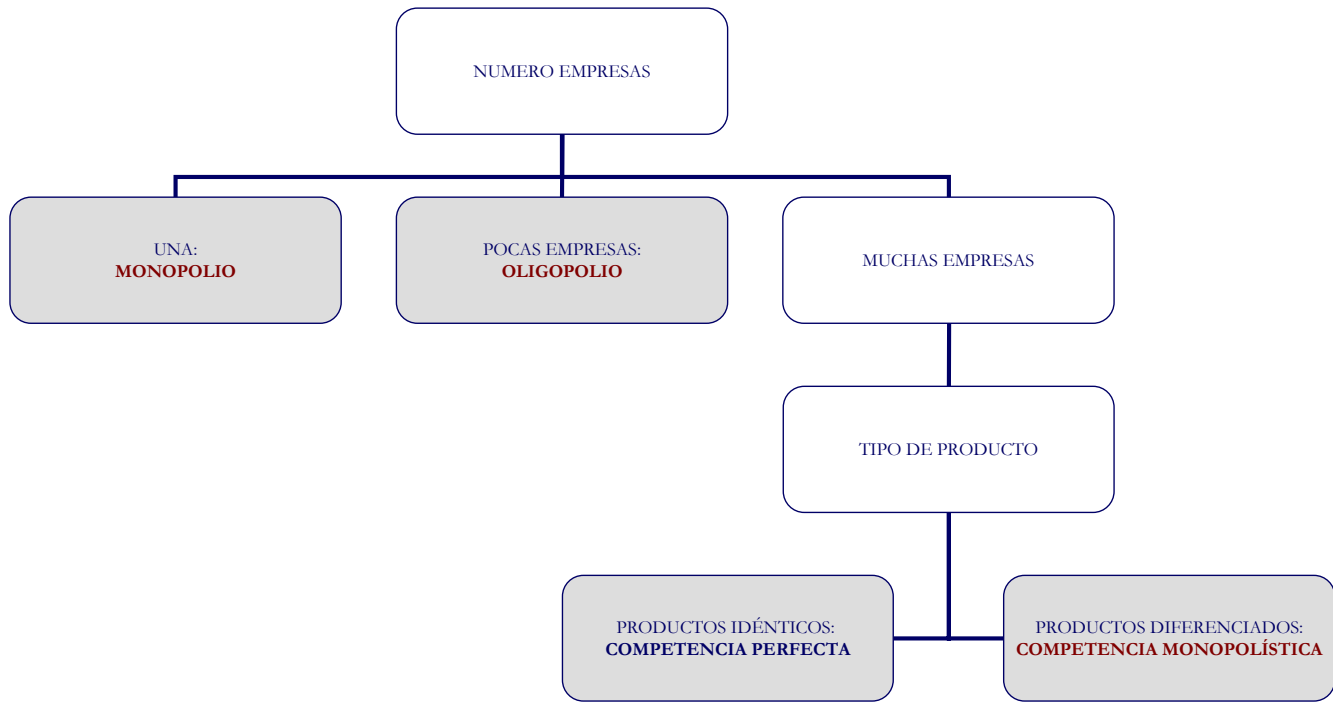 NUMERO EMPRESAS
UNA:
MONOPOLIO
POCAS EMPRESAS:
OLIGOPOLIO
MUCHAS EMPRESAS
TIPO DE PRODUCTO
PRODUCTOS IDÉNTICOS:
COMPETENCIA PERFECTA
PRODUCTOS DIFERENCIADOS:
COMPETENCIA MONOPOLÍSTICA